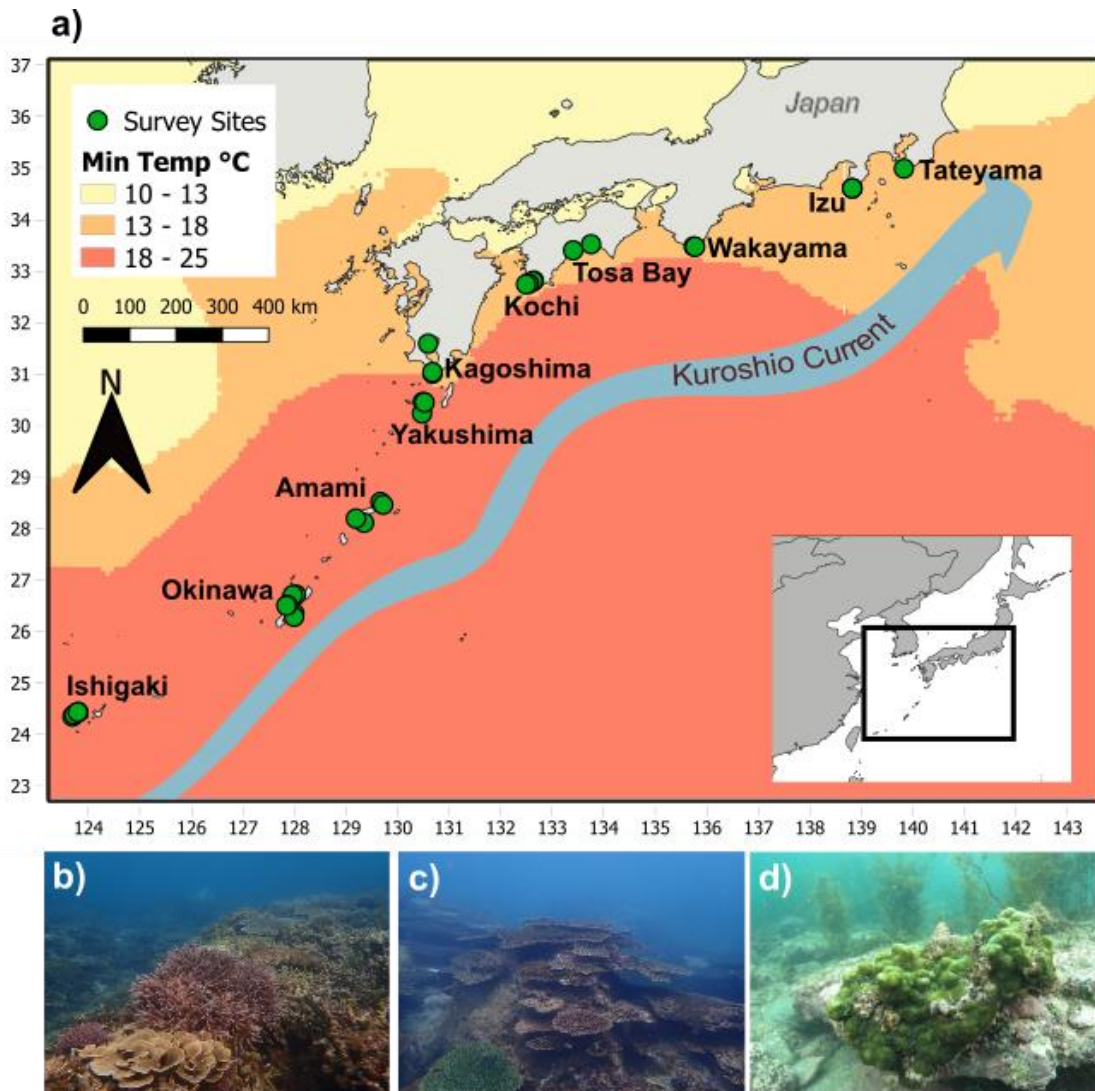 a)
37
36
35
34
33
32
31
30
29
28
27
26
25
24
23
Survey Sites
Min Temp °C
10 - 13
13 - 18
18 - 25
0 100 200 300 400 km
N
Japan
Tateyama
Izu
Wakayama
Tosa Bay
Kochi
Kagoshima
Yakushima
Amami
Okinawa
Ishigaki
Kuroshio Current
124 125 126 127 128 129 130 131 132 133 134 135 136 137 138 139 140 141 142 143
b)
c)
d)